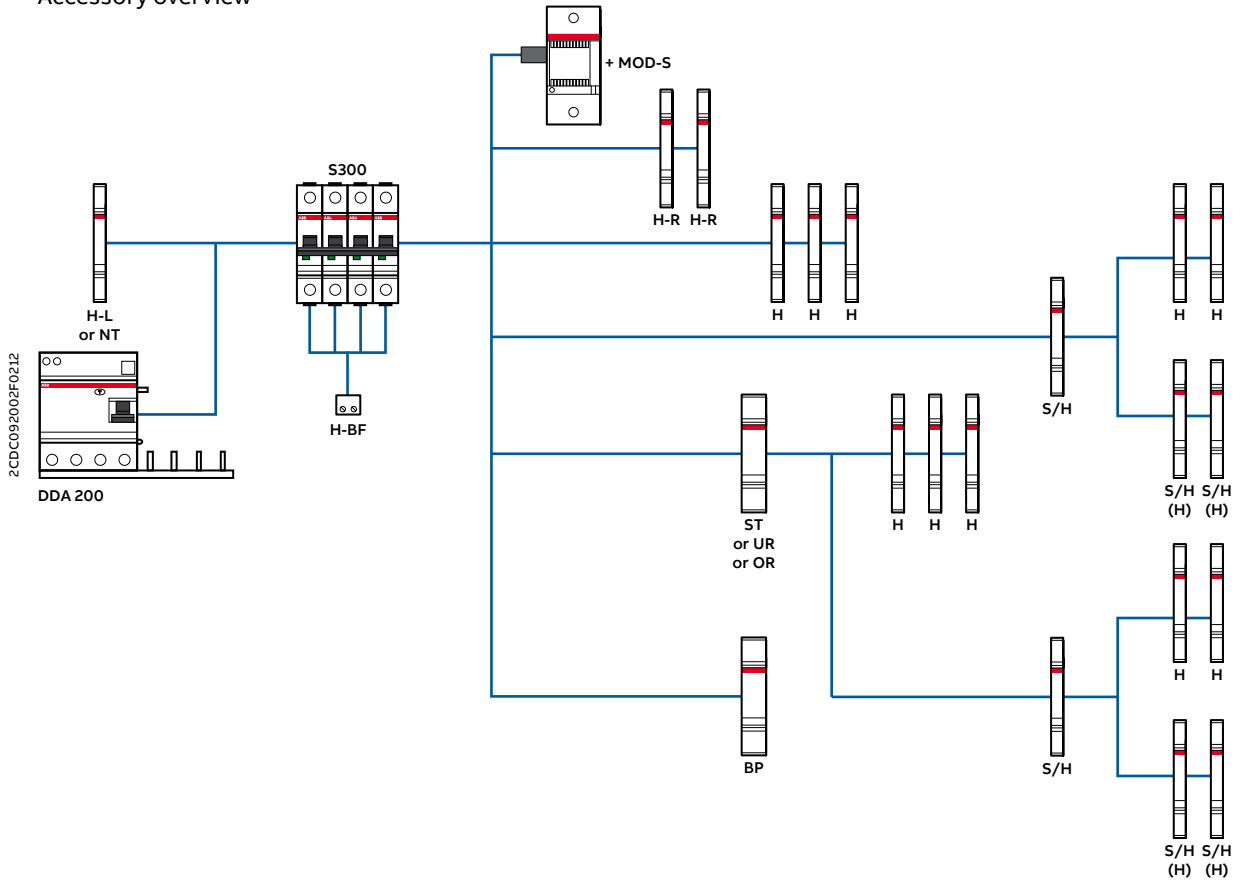 Accessory overview
+ MOD-S
S300
H-R H-R
H-L
or NT
H H H
H H
S/H
H-BF
2CDC092002F0212
DDA 200
ST
or UR
or OR
H H H
S/H S/H
(H) (H)
BP
S/H
H H
S/H S/H
(H) (H)